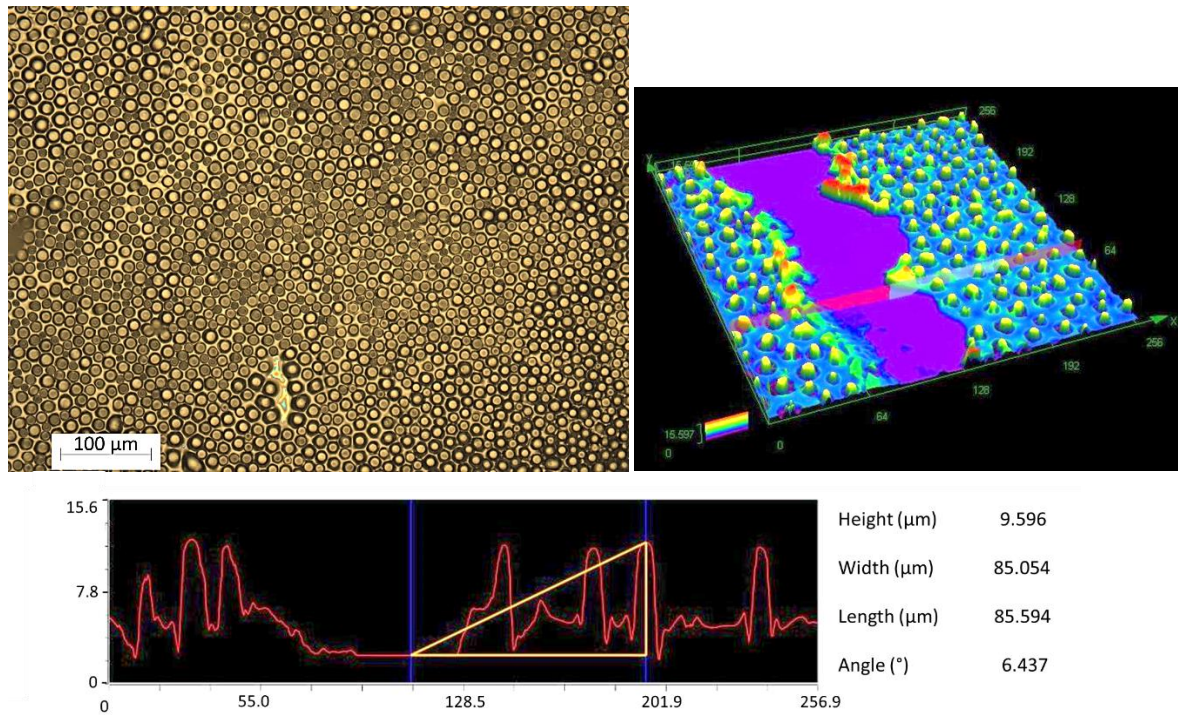 100 µm
Y
256
192
128
64
X
256
192
128
64
0
15.597
0
15.6
7.8
0
0
55.0
128.5
201.9
256.9
Height (µm) 9.596
Width (µm) 85.054
Length (µm) 85.594
Angle (°) 6.437